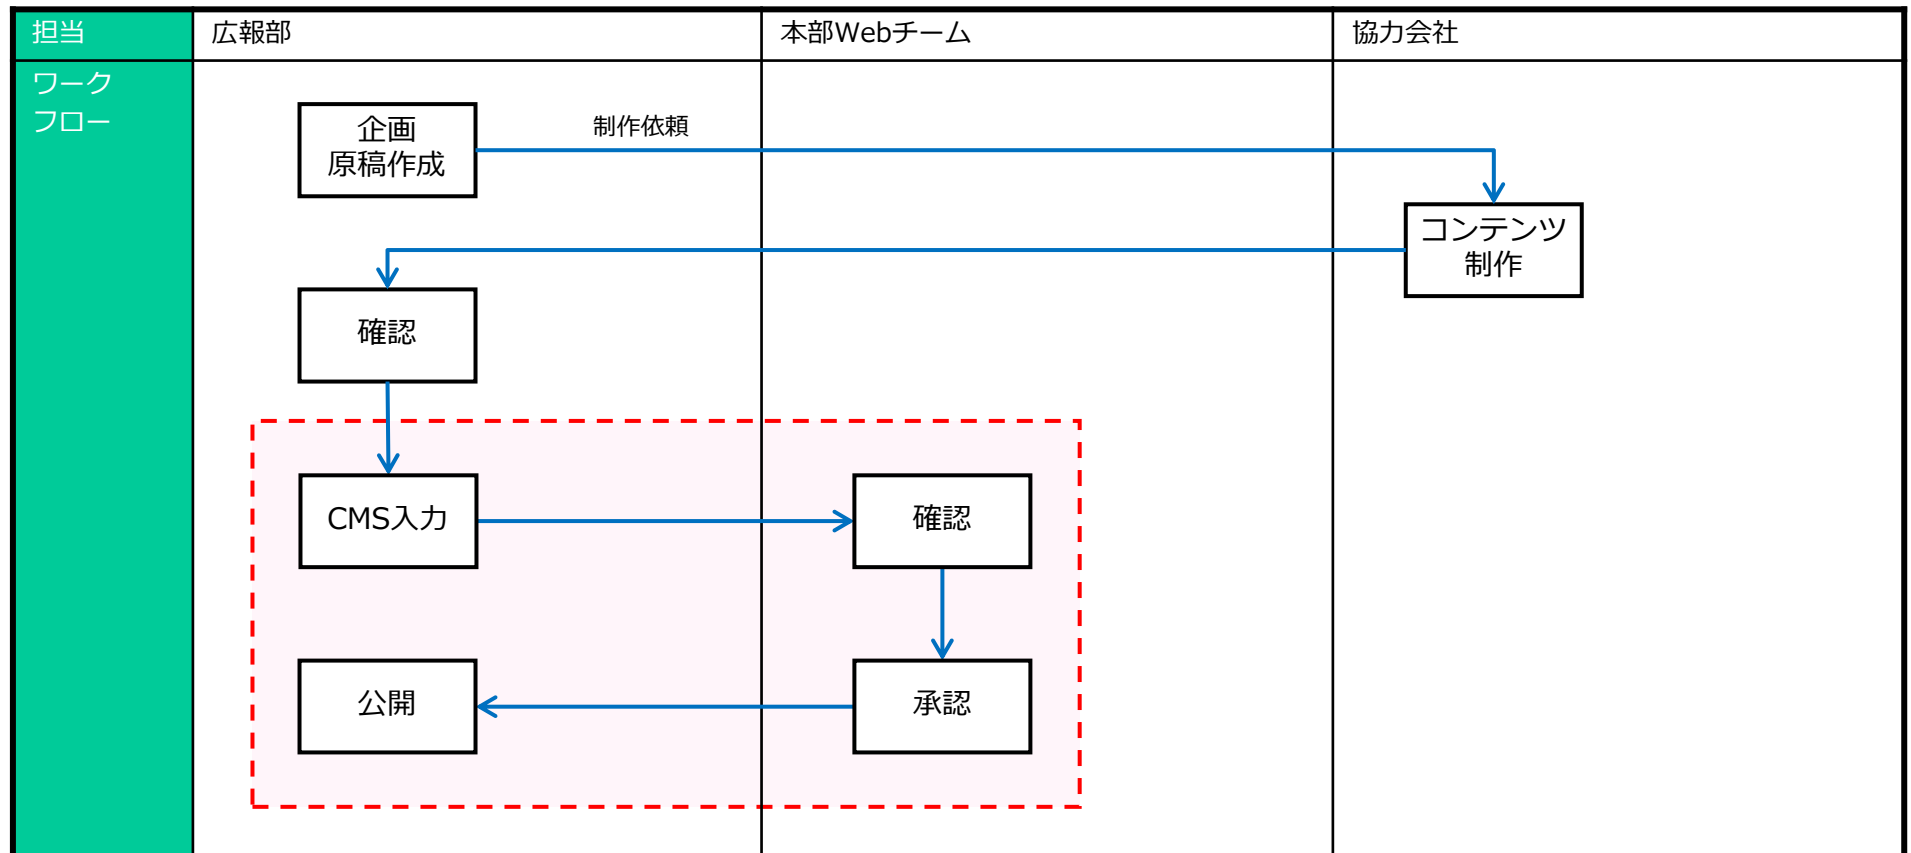 担当
広報部
本部Webチーム
協力会社
ワーク
フロー
企画
原稿作成
制作依頼
コンテンツ
制作
確認
CMS入力
確認
公開
承認